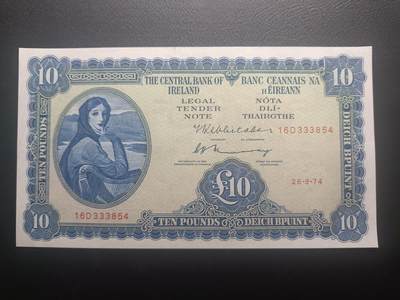 10
THE CENTRAL BANK OF IRELAND
BANC CEANNAIS NA hÉIREANN
10
LEGAL TENDER NOTE
NÓTA DLÍ-THAIRGTHE
16D333854
TEN POUNDS
DEICH BPUINT
£10
26-9-74
16D333854
10
TEN POUNDS
DEICH BPUINT
10